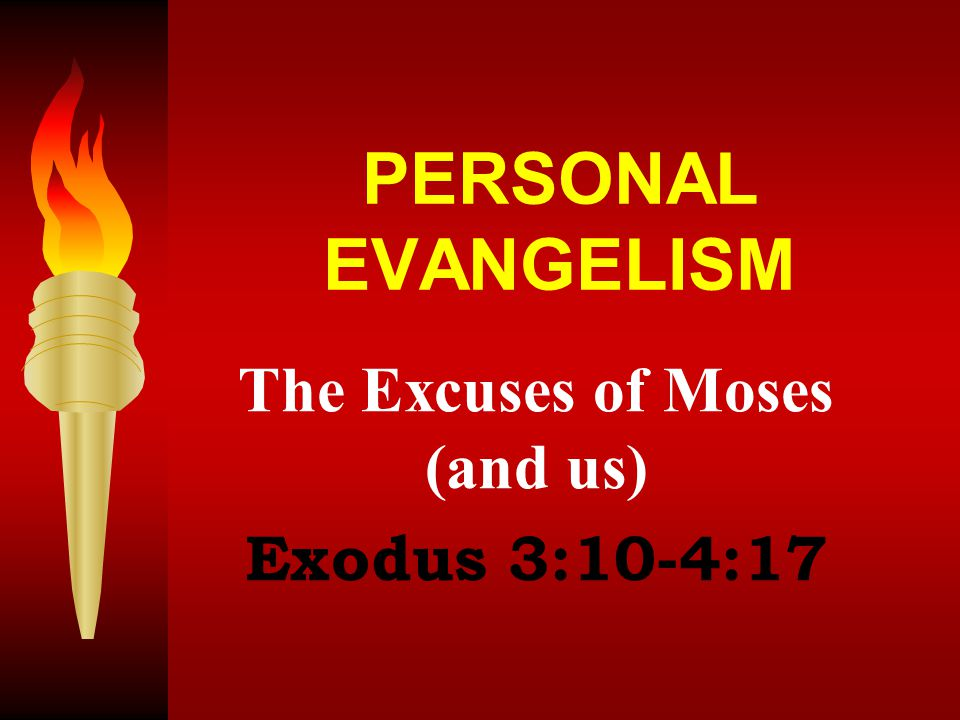 PERSONAL
EVANGELISM
The Excuses of Moses
(and us)
Exodus 3:10-4:17